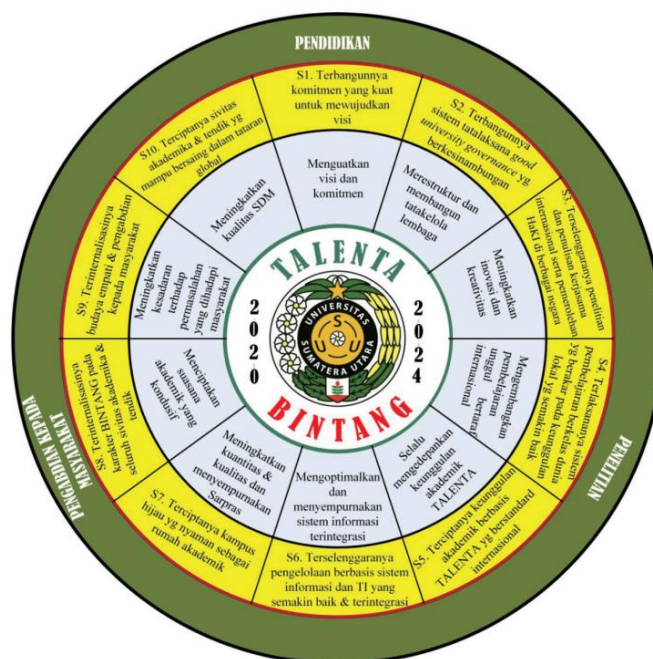 PENDIDIKAN
S1. Terbangunnya
komitmen yang kuat
untuk mewujudkan
visi
S2. Terbangunnya
sistem tatalaksana good
university governance yg
berkesinambungan
S3. Terselenggaranya penelitian
dan penulisan kerjasama
internasional serta pemerolehan
HaKI di berbagai negara
S4. Terlaksananya sistem
pembelajaran berkelas dunia
yg berakar pada keunggulan
lokal yg semakin baik
S5. Terciptanya keunggulan
akademik berbasis
TALENTA yg berstandard
internasional
S6. Terselenggaranya
pengelolaan berbasis sistem
informasi dan TI yang
semakin baik & terintegrasi
S7. Terciptanya kampus
hijau yg nyaman sebagai
rumah akademik
S8. Terinternalisasinya
karakter BINTANG pada
seluruh sivitas akademika &
tendik
S9. Terinternalisasinya
budaya empati & pengabdian
kepada masyarakat
S10. Terciptanya sivitas
akademika & tendik yg
mampu bersaing dalam tataran
global
Menguatkan
visi dan
komitmen
Merestruktur dan
membangun
tatakelola
lembaga
Meningkatkan
inovasi dan
kreativitas
Mengembangkan
pembelajaran
unggul bertaraf
internasional
Selalu
mengedepankan
keunggulan
akademik
TALENTA
Mengoptimalkan
dan
menyempurnakan
sistem informasi
terintegrasi
Meningkatkan
kuantitas &
kualitas dan
menyempurnakan
Sarpras
Menciptakan
suasana
akademik yang
kondusif
Meningkatkan
kesadaran
terhadap
permasalahan
yang dihadapi
masyarakat
Meningkatkan
kualitas SDM
TALENTA
2020
2024
UNIVERSITAS
USU
SUMATERA UTARA
BINTANG
PENELITIAN
PENGABDIAN KEPADA
MASYARAKAT